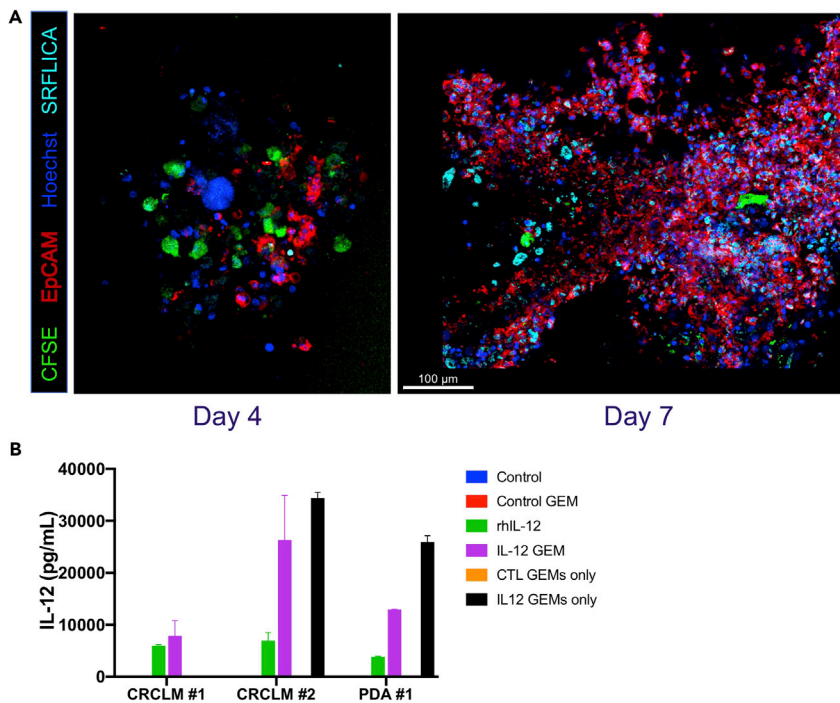 A
CFSE EpCAM Hoechst SRFLICA
100 µm
Day 4
Day 7
B
IL-12 (pg/mL)
40000
30000
20000
10000
0
CRCLM #1
CRCLM #2
PDA #1
Control
Control GEM
rhIL-12
IL-12 GEM
CTL GEMs only
IL12 GEMs only